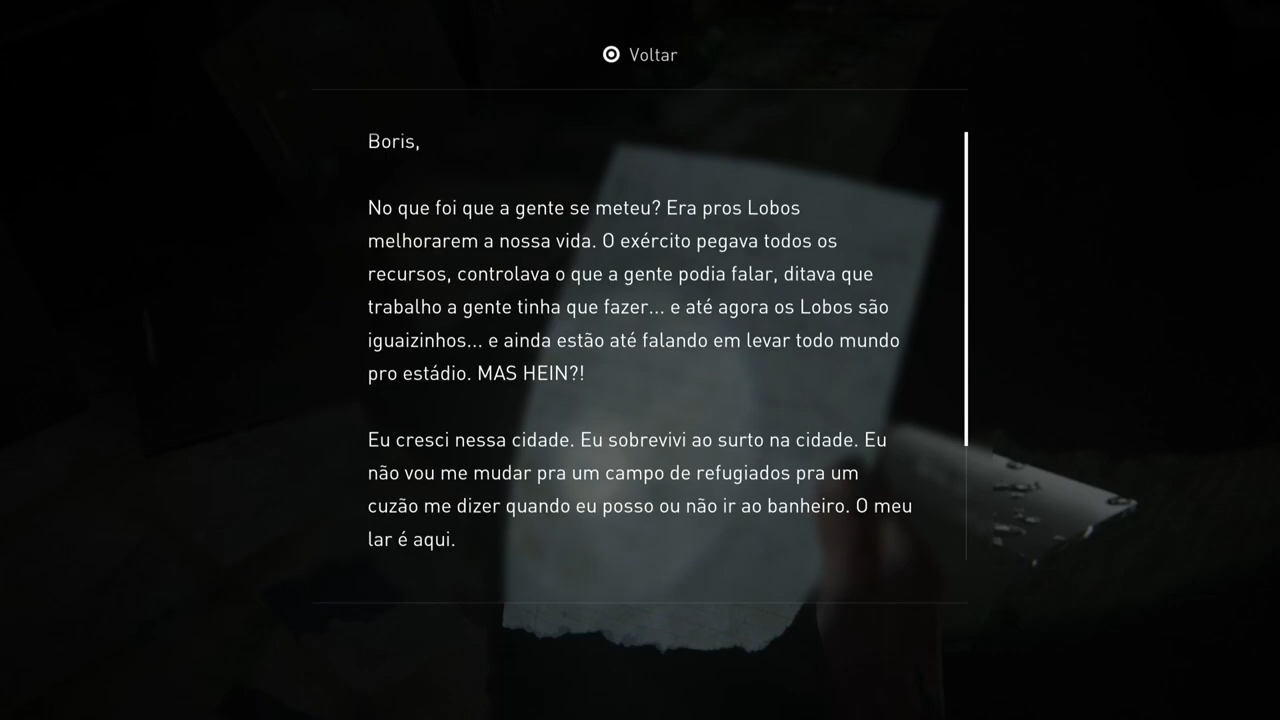 Voltar
Boris,
No que foi que a gente se meteu? Era pros Lobos
melhorarem a nossa vida. O exército pegava todos os
recursos, controlava o que a gente podia falar, ditava que
trabalho a gente tinha que fazer... e até agora os Lobos são
iguaizinhos... e ainda estão até falando em levar todo mundo
pro estádio. MAS HEIN?!
Eu cresci nessa cidade. Eu sobrevivi ao surto na cidade. Eu
não vou me mudar pra um campo de refugiados pra um
cuzão me dizer quando eu posso ou não ir ao banheiro. O meu
lar é aqui.